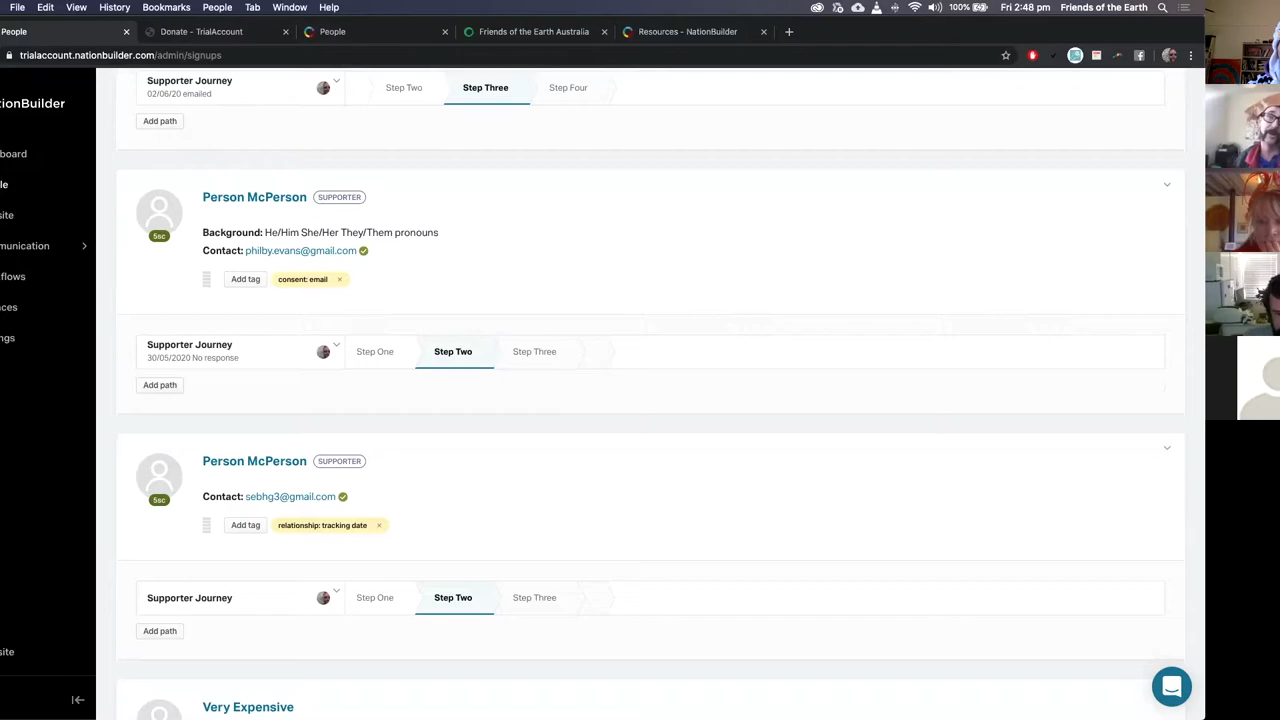 File Edit View History Bookmarks People Tab Window Help 100% Fri 2:48 pm Friends of the Earth
People Donate - TrialAccount People Friends of the Earth Australia Resources - NationBuilder
trialaccount.nationbuilder.com/admin/signups
tionBuilder
board
le
site
munication
flows
ces
ngs
site
Supporter Journey
02/06/20 emailed
Step Two Step Three Step Four
Add path
Person McPerson SUPPORTER
5sc
Background: He/Him She/Her They/Them pronouns
Contact: philby.evans@gmail.com
Add tag consent: email ×
Supporter Journey
30/05/2020 No response
Step One Step Two Step Three
Add path
Person McPerson SUPPORTER
5sc
Contact: sebhg3@gmail.com
Add tag relationship: tracking date ×
Supporter Journey
Step One Step Two Step Three
Add path
Very Expensive